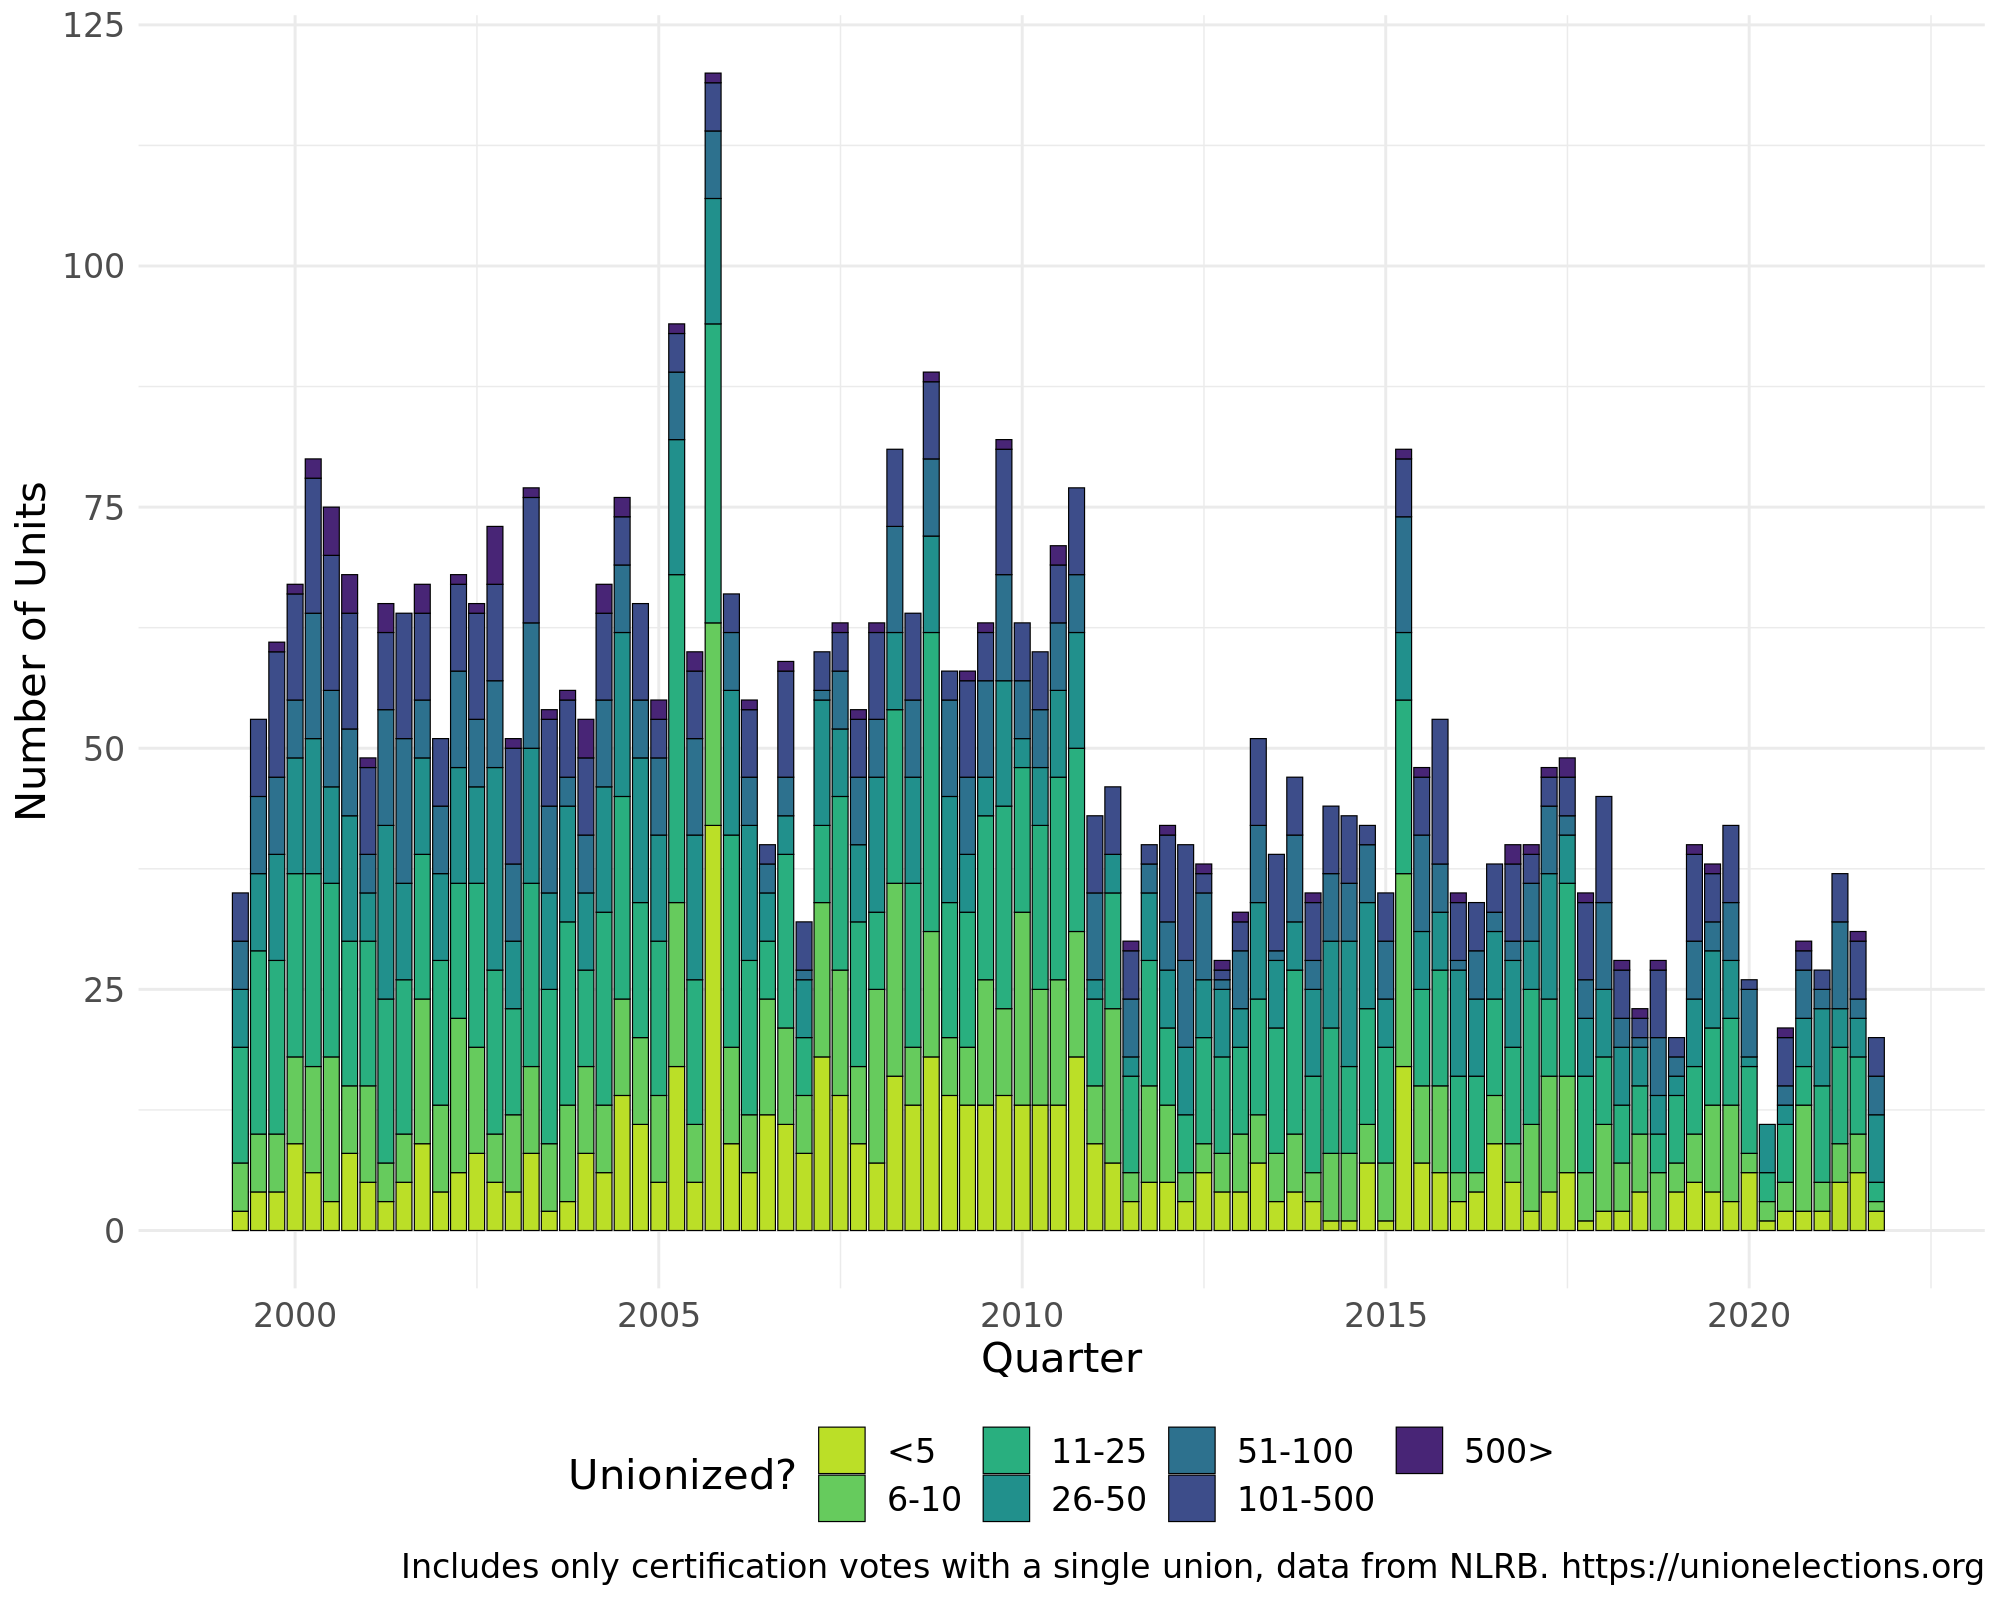 125
100
75
50
25
0
Number of Units
2000 2005 2010 2015 2020
Quarter
Unionized?
<5 11-25 51-100 500>
6-10 26-50 101-500
Includes only certification votes with a single union, data from NLRB. https://unionelections.org